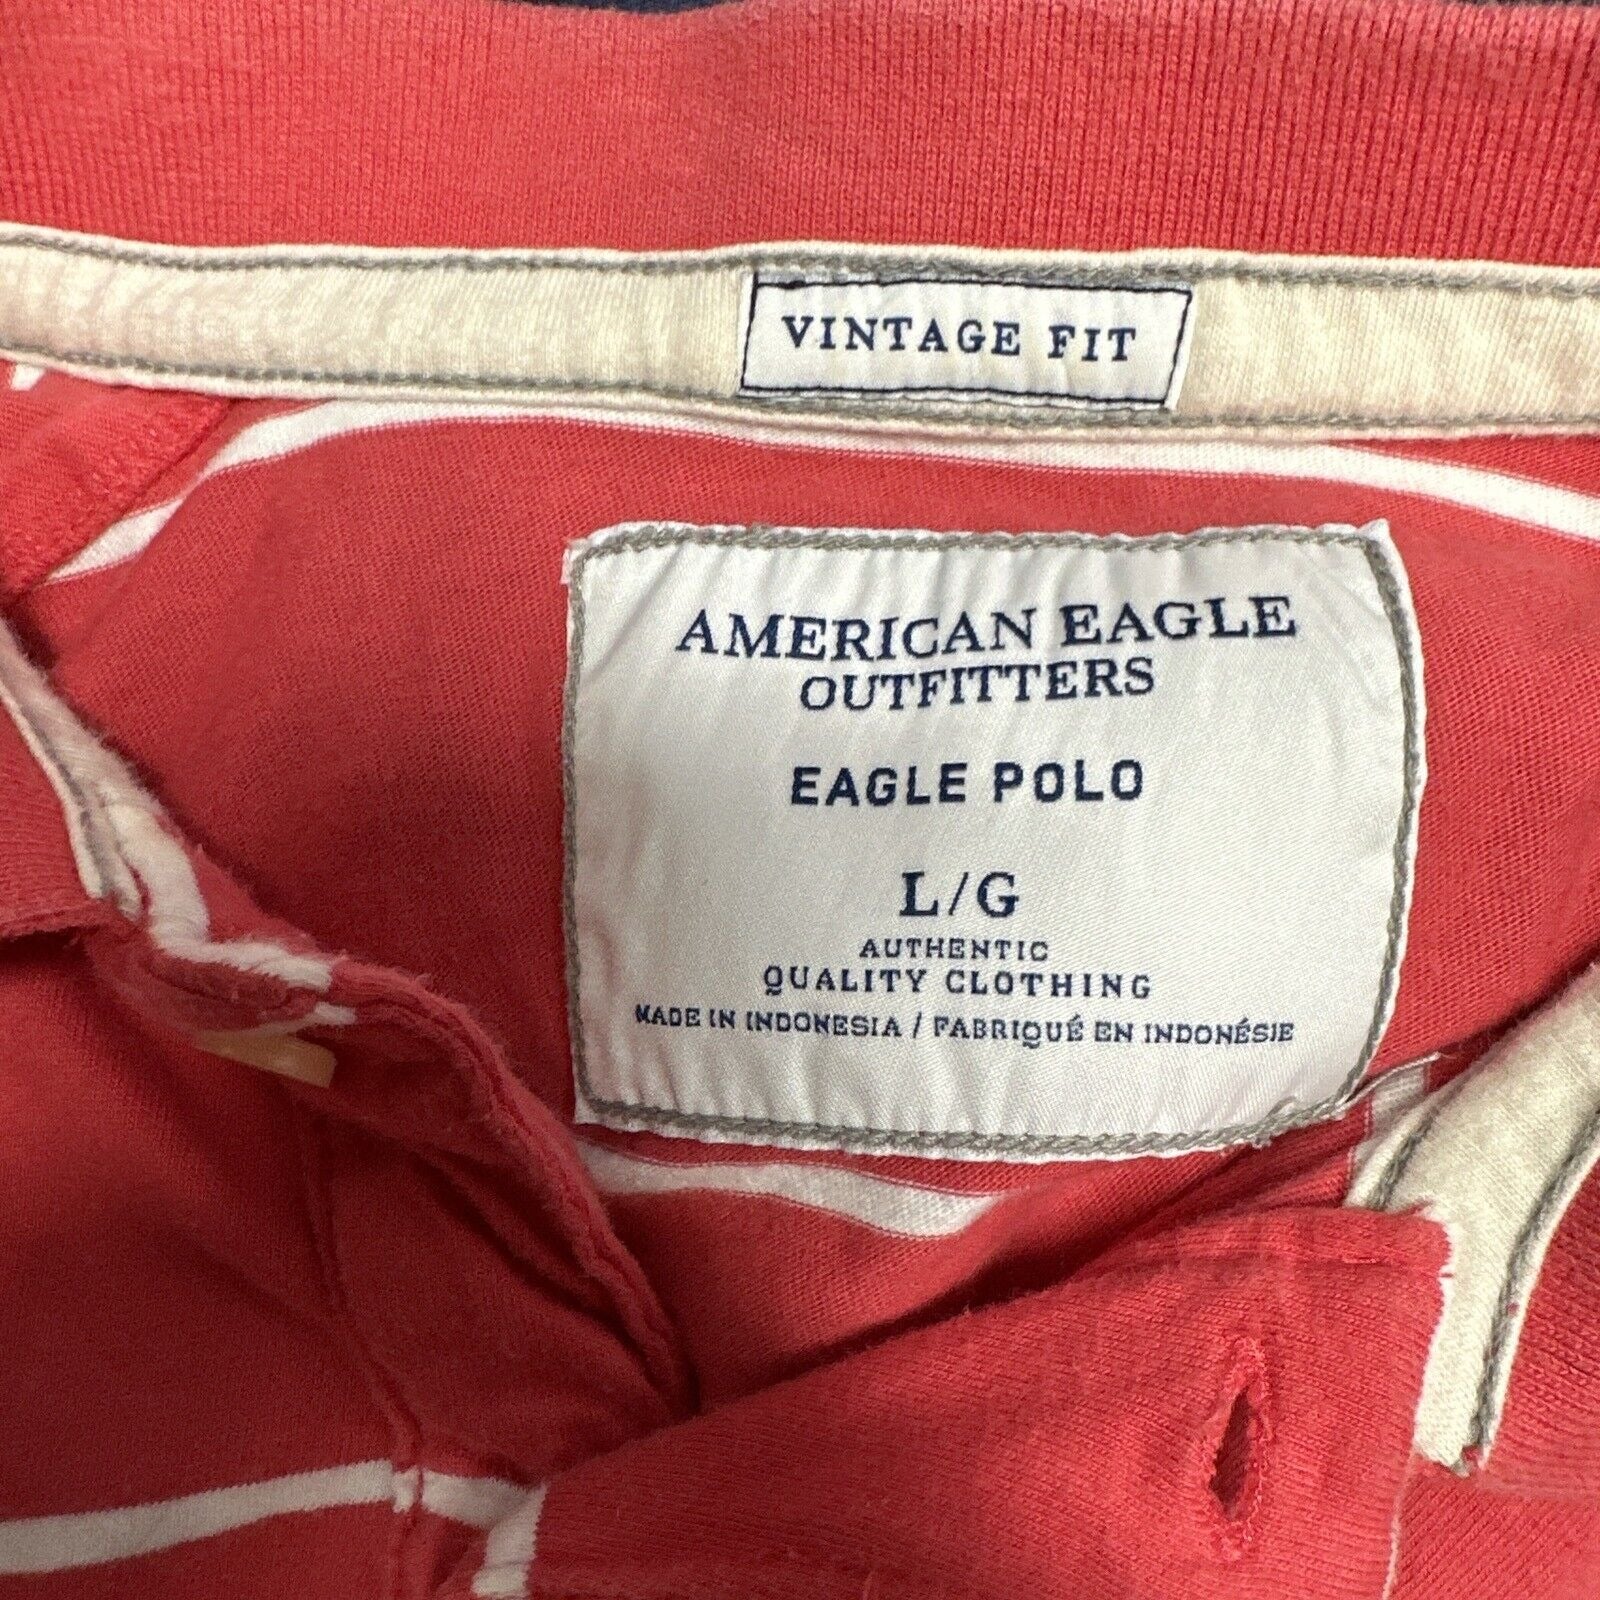 VINTAGE FIT
AMERICAN EAGLE
OUTFITTERS
EAGLE POLO
L/G
AUTHENTIC
QUALITY CLOTHING
MADE IN INDONESIA / FABRIQUÉ EN INDONÉSIE